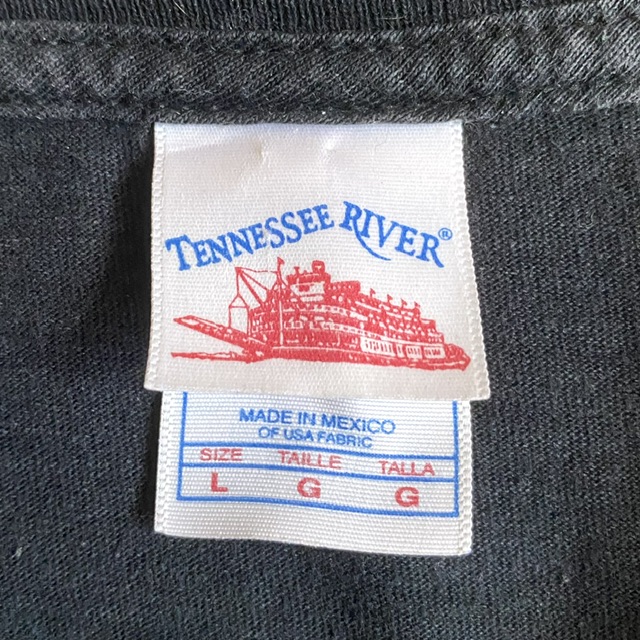 TENNESSEE RIVER®
MADE IN MEXICO
OF USA FABRIC
SIZE TAILLE TALLA
L G G